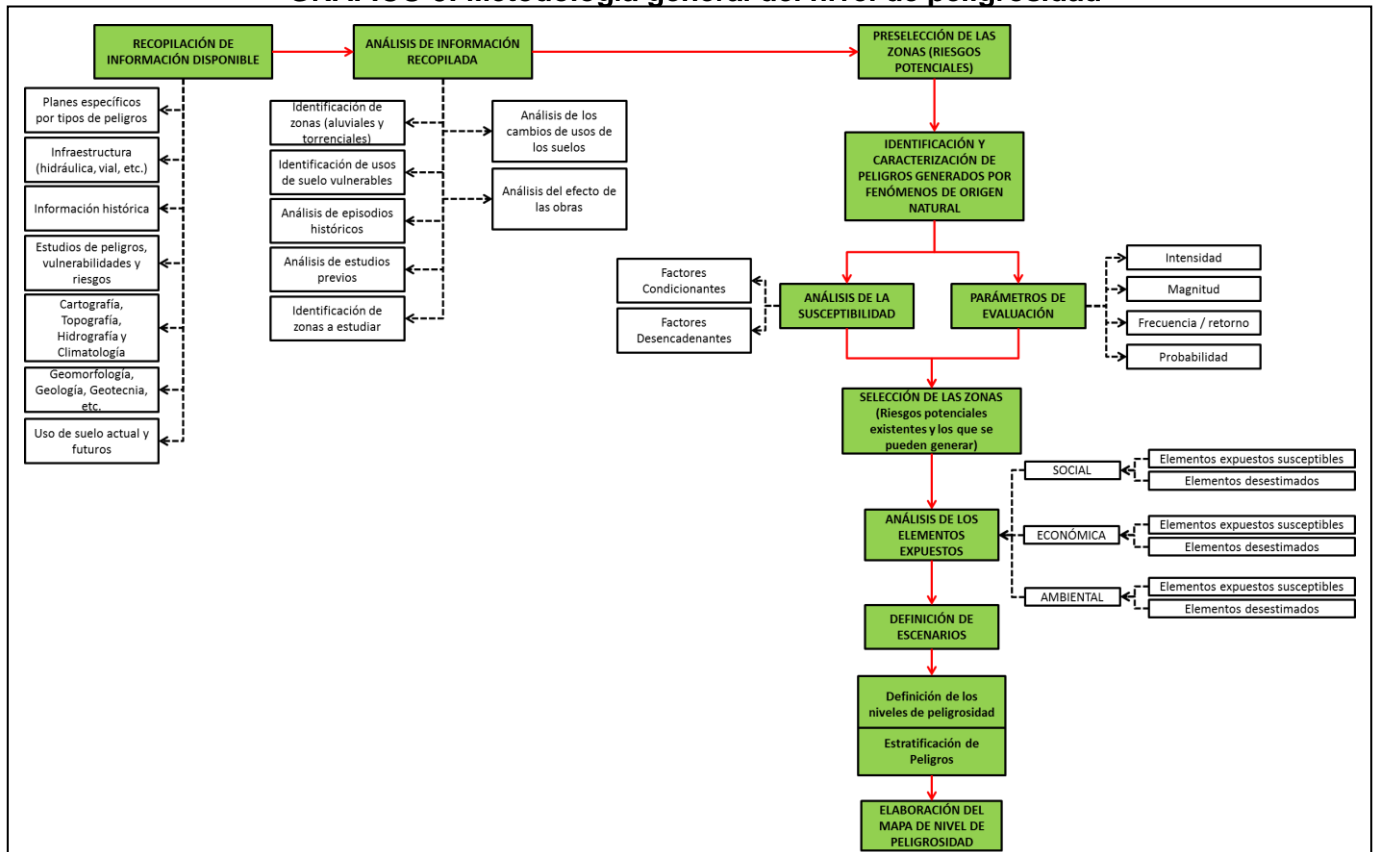 RECOPILACIÓN DE
INFORMACIÓN DISPONIBLE
ANÁLISIS DE INFORMACIÓN
RECOPILADA
PRESELECCIÓN DE LAS
ZONAS (RIESGOS
POTENCIALES)
Planes específicos
por tipos de peligros
Infraestructura
(hidráulica, vial, etc.)
Información histórica
Estudios de peligros,
vulnerabilidades y
riesgos
Cartografía,
Topografía,
Hidrografía y
Climatología
Geomorfología,
Geología, Geotecnia,
etc.
Uso de suelo actual y
futuros
Identificación de
zonas (aluviales y
torrenciales)
Identificación de usos
de suelo vulnerables
Análisis de episodios
históricos
Análisis de estudios
previos
Identificación de
zonas a estudiar
Análisis de los
cambios de usos de
los suelos
Análisis del efecto de
las obras
IDENTIFICACIÓN Y
CARACTERIZACIÓN DE
PELIGROS GENERADOS POR
FENÓMENOS DE ORIGEN
NATURAL
Factores
Condicionantes
Factores
Desencadenantes
ANÁLISIS DE LA
SUSCEPTIBILIDAD
PARÁMETROS DE
EVALUACIÓN
Intensidad
Magnitud
Frecuencia / retorno
Probabilidad
SELECCIÓN DE LAS ZONAS
(Riesgos potenciales
existentes y los que se
pueden generar)
ANÁLISIS DE LOS
ELEMENTOS
EXPUESTOS
SOCIAL
Elementos expuestos susceptibles
Elementos desestimados
ECONÓMICA
Elementos expuestos susceptibles
Elementos desestimados
AMBIENTAL
Elementos expuestos susceptibles
Elementos desestimados
DEFINICIÓN DE
ESCENARIOS
Definición de los
niveles de peligrosidad
Estratificación de
Peligros
ELABORACIÓN DEL
MAPA DE NIVEL DE
PELIGROSIDAD